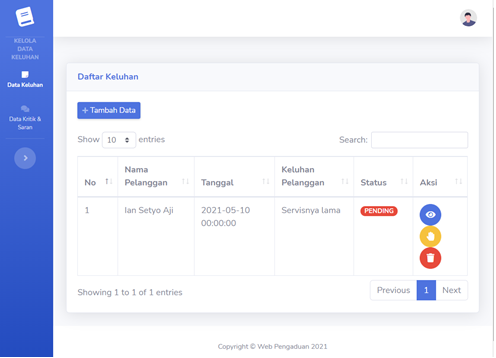 KELOLA
DATA
KELUHAN
Data Keluhan
Data Kritik &
Saran
Daftar Keluhan
+ Tambah Data
Show 10 entries
Search:
No
Nama
Pelanggan
Tanggal
Keluhan
Pelanggan
Status
Aksi
1
Ian Setyo Aji
2021-05-10
00:00:00
Servisnya lama
PENDING
Showing 1 to 1 of 1 entries
Previous 1 Next
Copyright © Web Pengaduan 2021